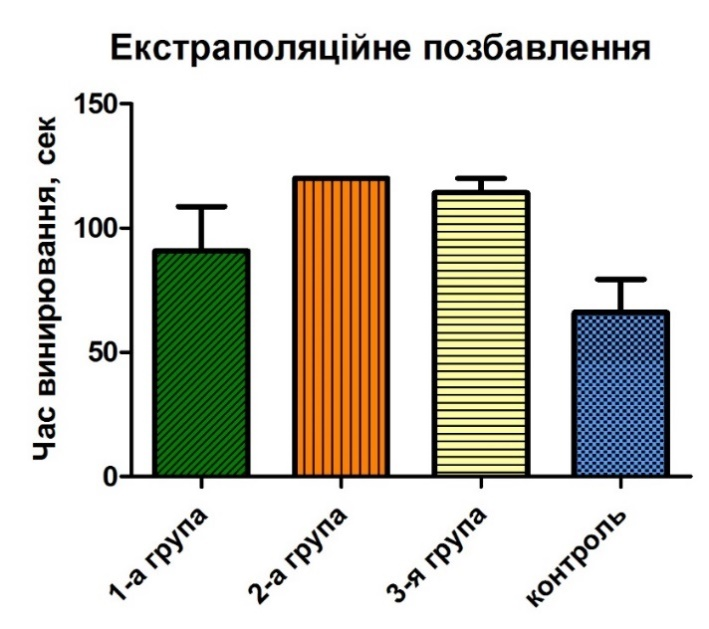 Екстраполяційне позбавлення
Час винирювання, сек
150
100
50
0
1-а група
2-а група
3-я група
контроль